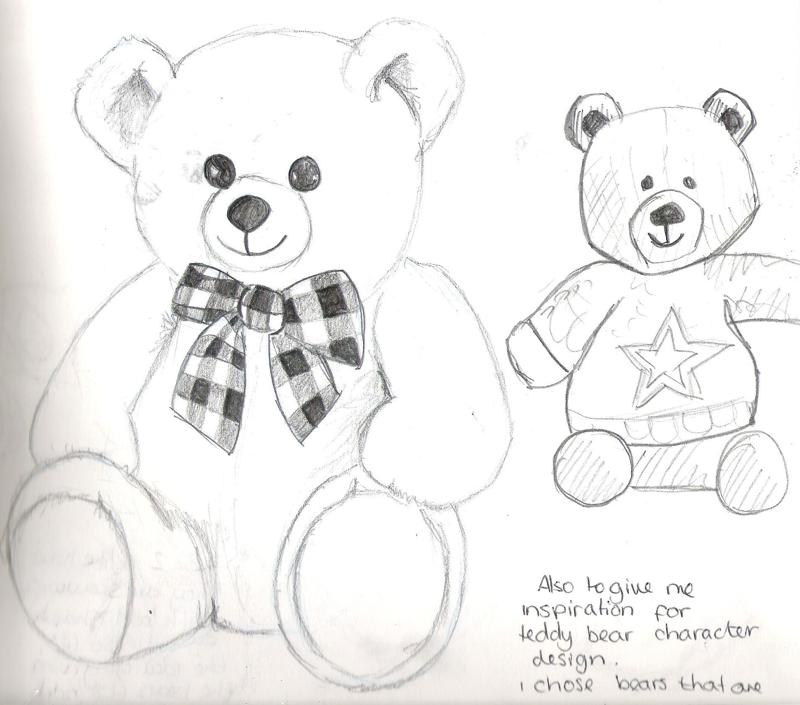 Also to give me
inspiration for
teddy bear character
design.
i chose bears that are